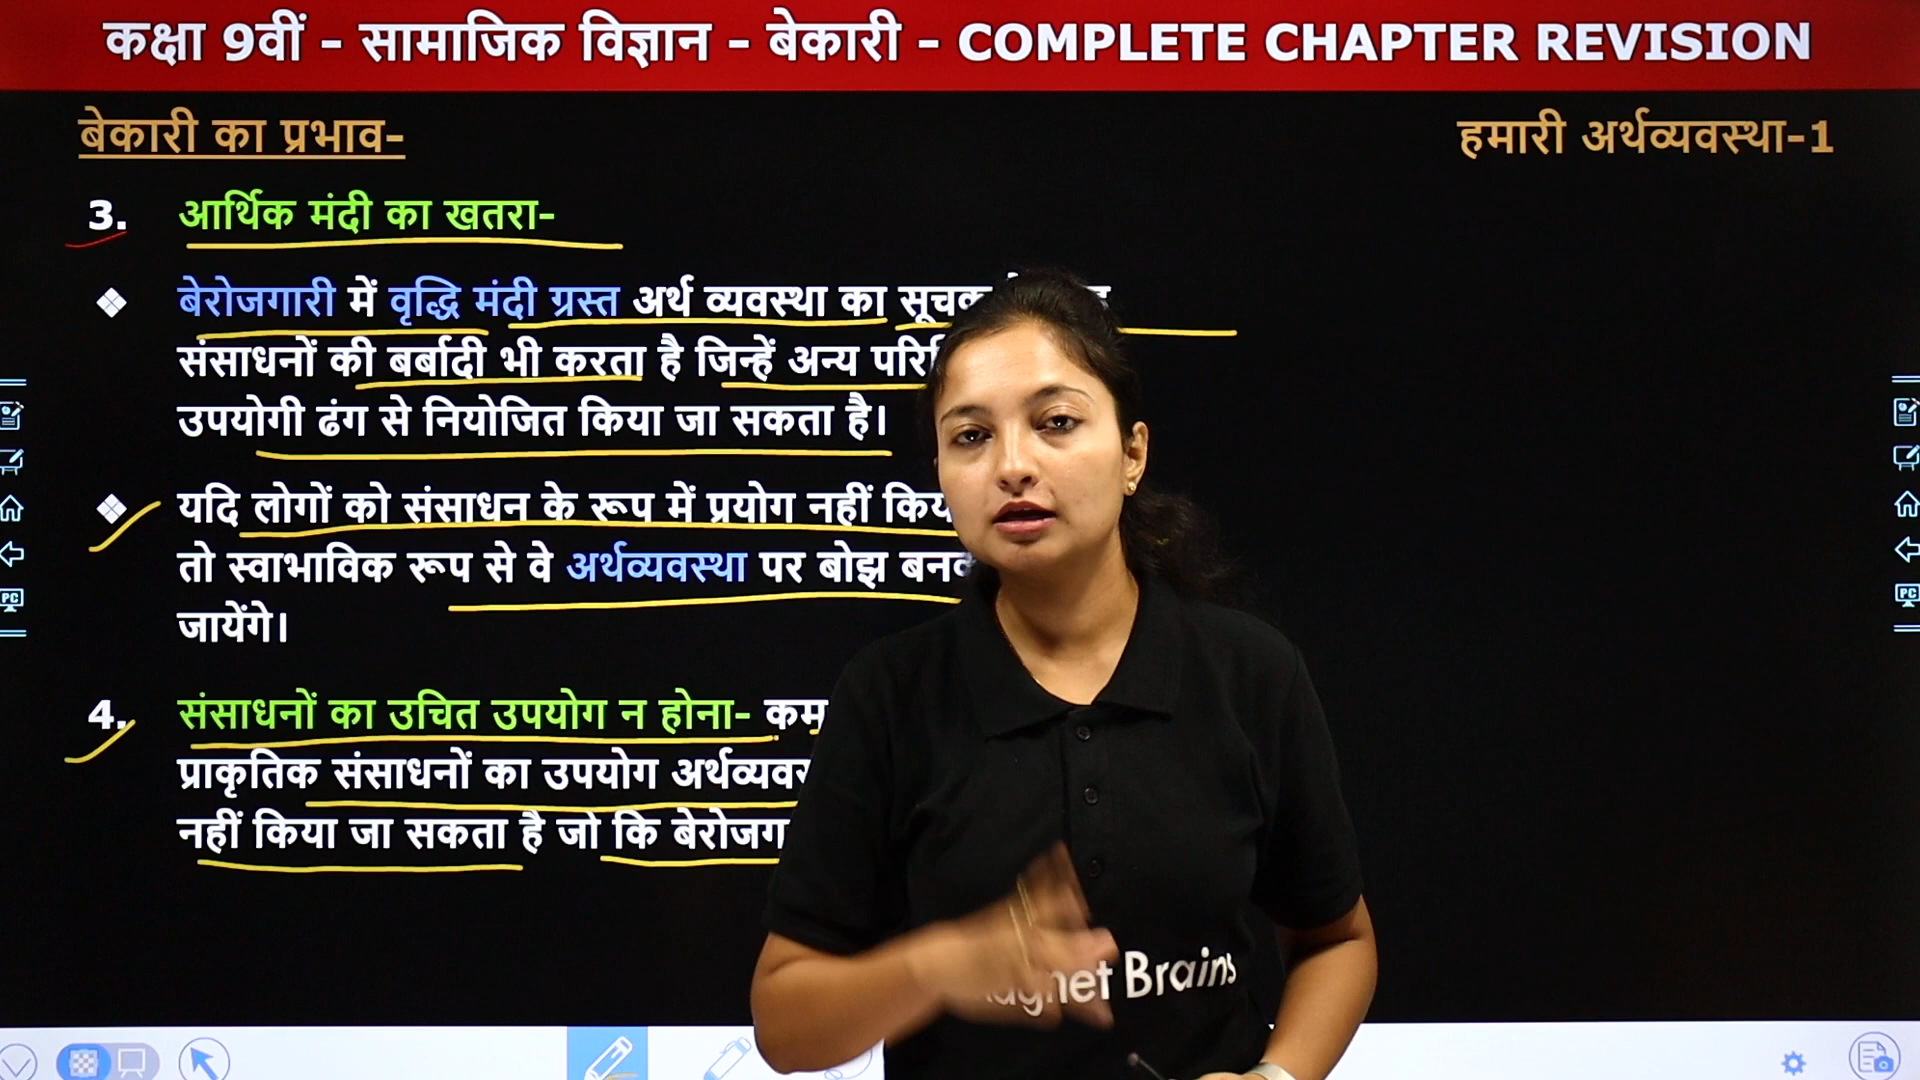 कक्षा 9वीं - सामाजिक विज्ञान - बेकारी - COMPLETE CHAPTER REVISION
बेकारी का प्रभाव-
हमारी अर्थव्यवस्था-1
3. आर्थिक मंदी का खतरा-
❖ बेरोजगारी में वृद्धि मंदी ग्रस्त अर्थ व्यवस्था का
संसाधनों की बर्बादी भी करता है जिन्हें अन्य
उपयोगी ढंग से नियोजित किया जा सकता है।
❖ यदि लोगों को संसाधन के रूप में प्रयोग नहीं
तो स्वाभाविक रूप से वे अर्थव्यवस्था पर बोझ
जायेंगे।
4. संसाधनों का उचित उपयोग न होना-
प्राकृतिक संसाधनों का उपयोग
नहीं किया जा सकता है जो कि
Brains
PC
PC